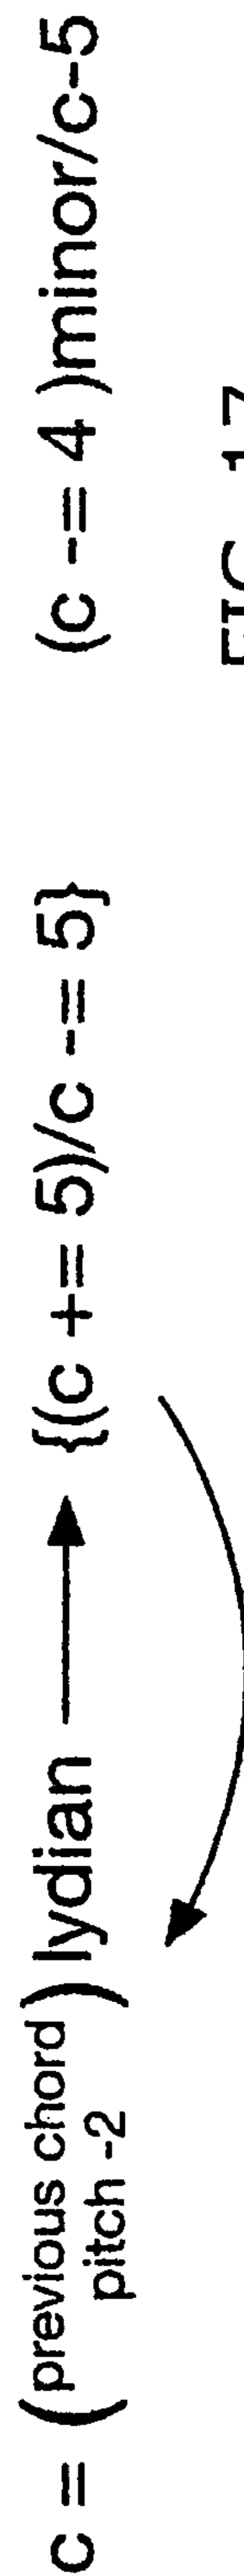 c = (previous chord pitch -2) lydian ⟶ {(c += 5)/c -= 5} (c -= 4 )minor/c-5